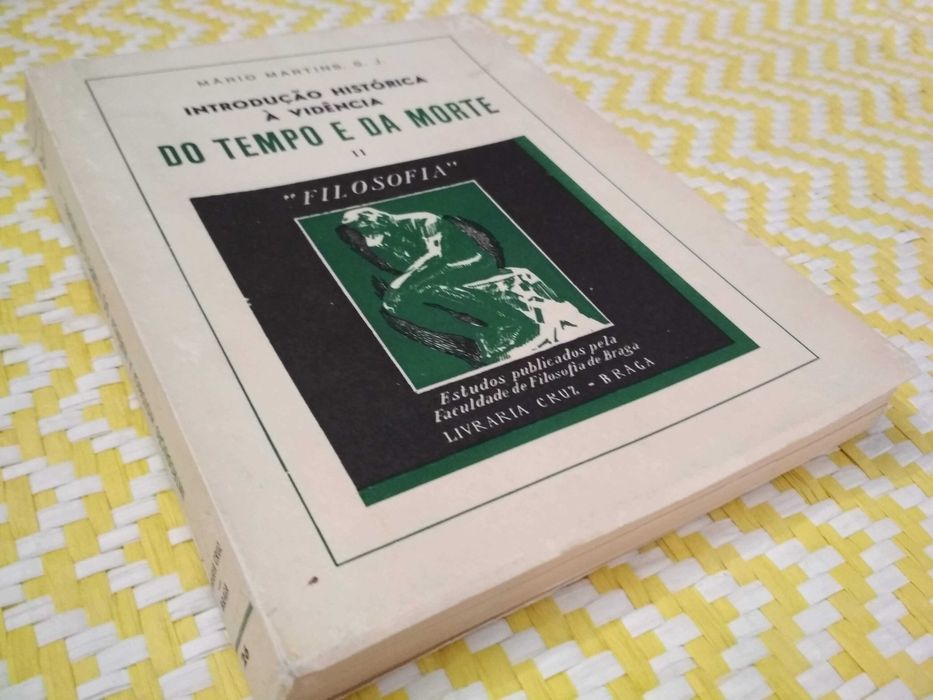 MÁRIO MARTINS, S. J.
INTRODUÇÃO HISTÓRICA
À VIDÊNCIA
DO TEMPO E DA MORTE
II
"FILOSOFIA"
Estudos publicados pela
Faculdade de Filosofia de Braga
LIVRARIA CRUZ - BRAGA